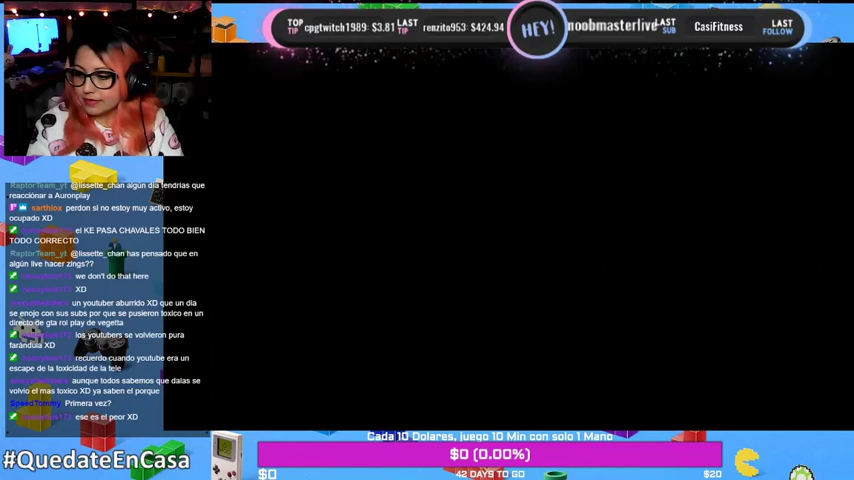 TOP
TIP
cpgtwitch1989: $3.81
LAST
TIP
renzito953: $424.94
HEY!
noobmasterlive
LAST
SUB
CasiFitness
LAST
FOLLOW
RaptorTeam_yt @lissette_chan algún día tendrias que
reacciónar a Auronplay
sarthiox perdon si no estoy muy activo, estoy
ocupado XD
el KE PASA CHAVALES TODO BIEN
TODO CORRECTO
RaptorTeam_yt @lissette_chan has pensado que en
algún live hacer zings??
we don't do that here
XD
un youtuber aburrido XD que un dia
se enojo con sus subs por que se pusieron toxico en un
directo de gta rol play de vegetta
los youtubers se volvieron pura
farándula XD
recuerdo cuando youtube era un
escape de la toxicidad de la tele
aunque todos sabemos que dalas se
volvio el mas toxico XD ya saben el porque
SpeedTommy Primera vez?
ese es el peor XD
#QuedateEnCasa
Cada 10 Dolares, juego 10 Min con solo 1 Mano
$0 (0.00%)
$0
42 DAYS TO GO
$20